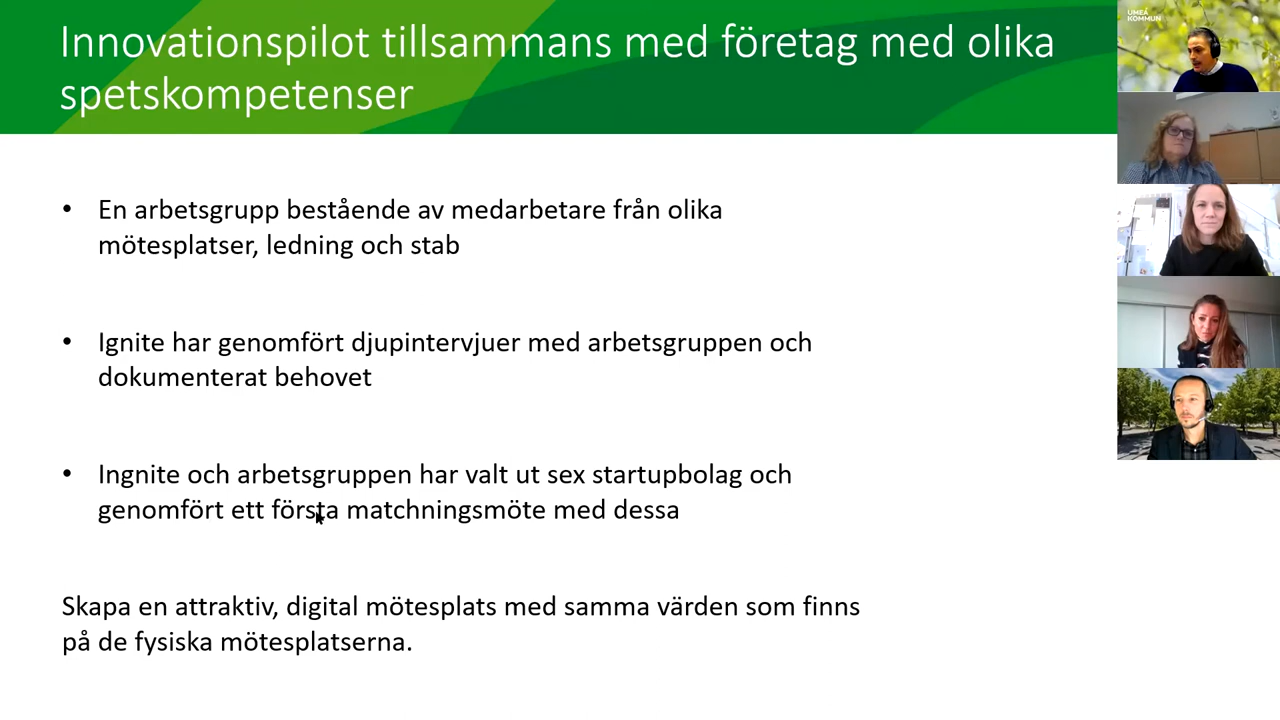 Innovationspilot tillsammans med företag med olika
spetskompetenser
UMEÅ
KOMMUN
• En arbetsgrupp bestående av medarbetare från olika
mötesplatser, ledning och stab
• Ignite har genomfört djupintervjuer med arbetsgruppen och
dokumenterat behovet
• Ingnite och arbetsgruppen har valt ut sex startupbolag och
genomfört ett första matchningsmöte med dessa
Skapa en attraktiv, digital mötesplats med samma värden som finns
på de fysiska mötesplatserna.